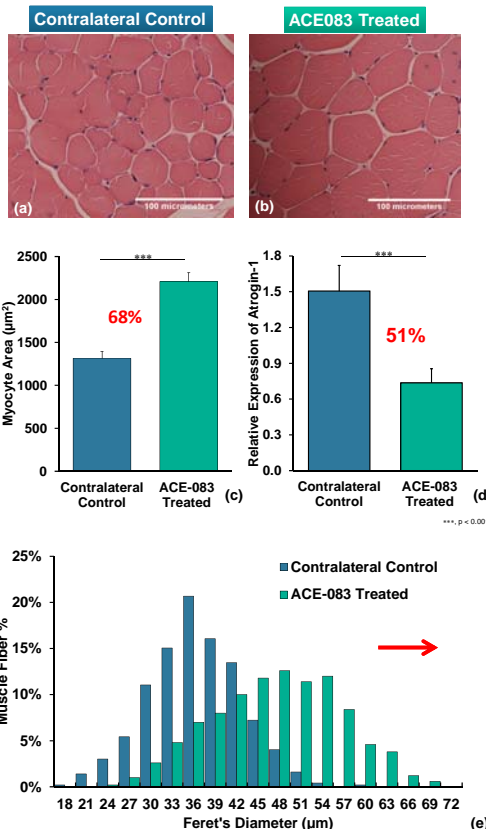 Contralateral Control
ACE083 Treated
100 micrometers
(a)
100 micrometers
(b)
Myocyte Area (µm²)
2500
2000
1500
1000
500
0
***
68%
Contralateral
Control
ACE-083
Treated
(c)
Relative Expression of Atrogin-1
1.8
1.5
1.2
0.9
0.6
0.3
0.0
***
51%
Contralateral
Control
ACE-083
Treated
(d
***, p < 0.00
Muscle Fiber %
25%
20%
15%
10%
5%
0%
Contralateral Control
ACE-083 Treated
18 21 24 27 30 33 36 39 42 45 48 51 54 57 60 63 66 69 72
Feret's Diameter (µm)
(e)